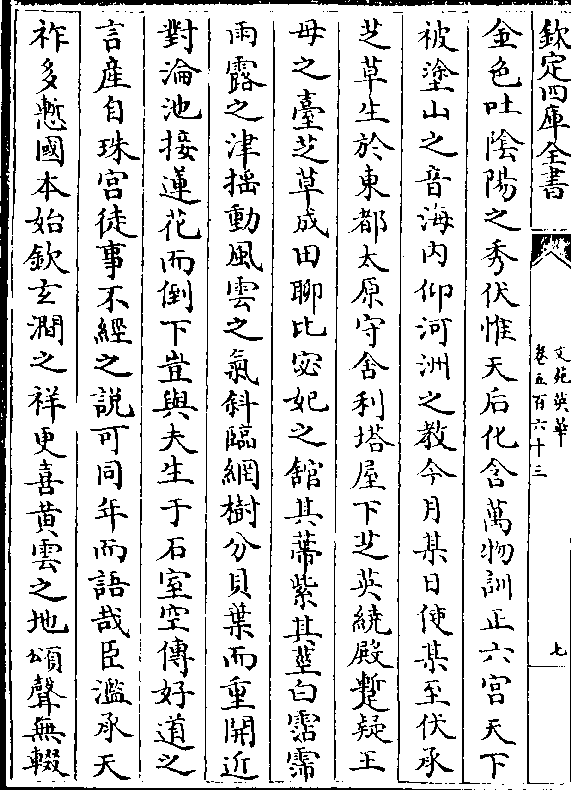 欽定四庫全書
文苑英華
卷五百六十三
七
金色吐陰陽之秀伏惟天后化含萬物訓正六宫天下
被塗山之音海内仰河洲之教今月某日使某至伏承
芝草生於東都太原守舍利塔屋下芝英繞殿蹔疑王
母之臺芝草成田聊比宓妃之館其蔕紫其莖白霑霈
雨露之津揺動風雲之氣斜臨網樹分貝葉而重開近
對淪池接蓮花而倒下豈與夫生于石室空傳好道之
言産自珠宫徒事不經之說可同年而語哉臣濫承天
祚多慙國本始欽玄澗之祥更喜黄雲之地頌聲無輟